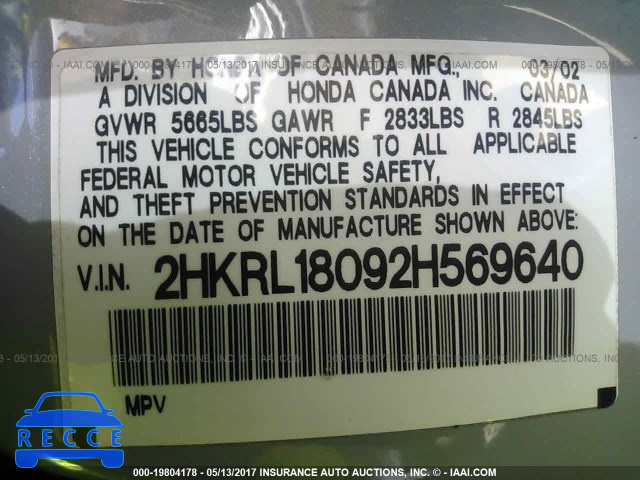 MFD. BY HONDA OF CANADA MFG., 03/02
A DIVISION OF HONDA CANADA INC. CANADA
GVWR 5665LBS GAWR F 2833LBS R 2845LBS
THIS VEHICLE CONFORMS TO ALL APPLICABLE
FEDERAL MOTOR VEHICLE SAFETY,
AND THEFT PREVENTION STANDARDS IN EFFECT
ON THE DATE OF MANUFACTURE SHOWN ABOVE:
V.I.N. 2HKRL18092H569640
MPV
RECCE
000-19804178 - 05/13/2017 INSURANCE AUTO AUCTIONS, INC. - © IAAI.COM